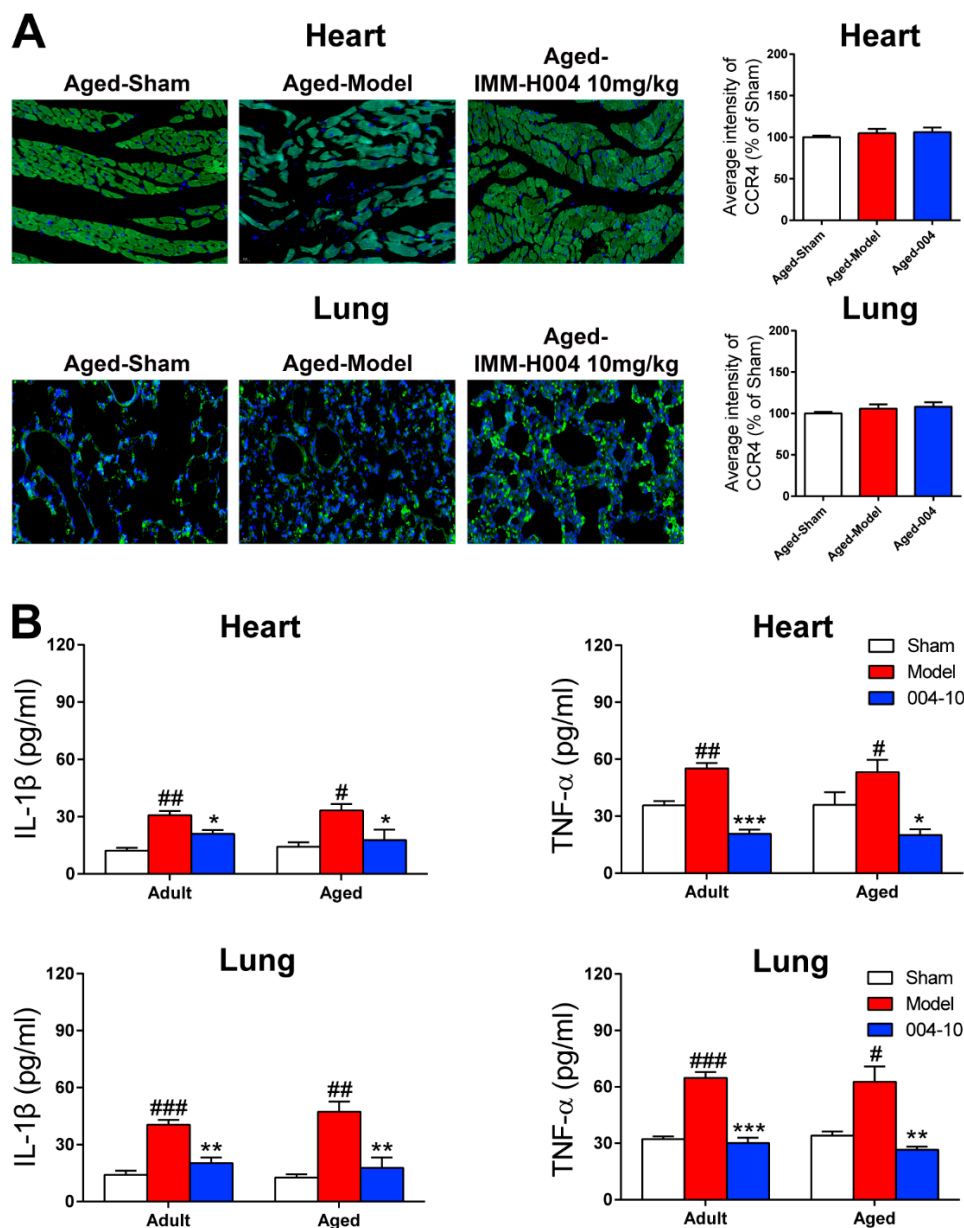 A
Heart
Aged-Sham
Aged-Model
Aged-
IMM-H004 10mg/kg
Heart
Average intensity of
CCR4 (% of Sham)
200
150
100
50
0
Aged-Sham
Aged-Model
Aged-004
Lung
Aged-Sham
Aged-Model
Aged-
IMM-H004 10mg/kg
Lung
Average intensity of
CCR4 (% of Sham)
200
150
100
50
0
Aged-Sham
Aged-Model
Aged-004
B
Heart
IL-1β (pg/ml)
120
90
60
30
0
##
*
#
*
Adult
Aged
Heart
TNF-α (pg/ml)
120
90
60
30
0
Sham
Model
004-10
##
***
#
*
Adult
Aged
Lung
IL-1β (pg/ml)
120
90
60
30
0
###
**
##
**
Adult
Aged
Lung
TNF-α (pg/ml)
120
90
60
30
0
Sham
Model
004-10
###
***
#
**
Adult
Aged